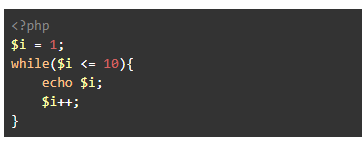 <?php
$i = 1;
while($i <= 10){
    echo $i;
    $i++;
}